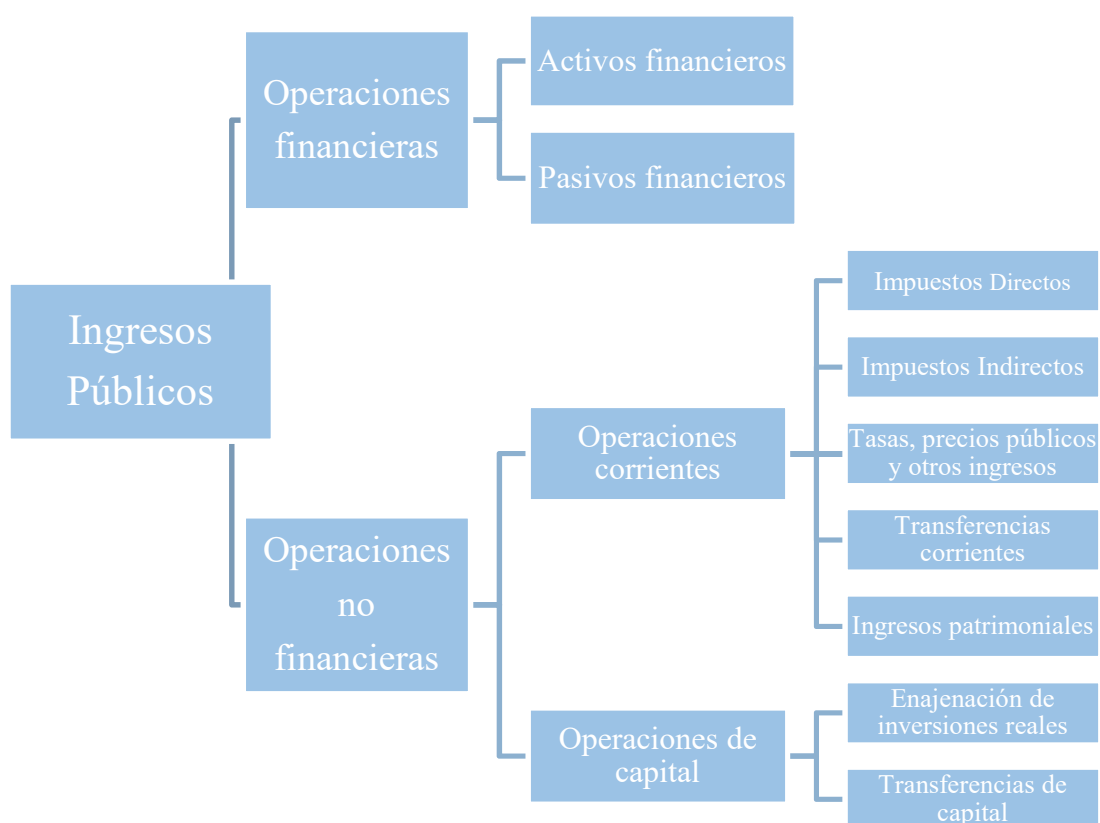 Ingresos
Públicos
Operaciones
financieras
Activos financieros
Pasivos financieros
Operaciones
no
financieras
Operaciones
corrientes
Impuestos Directos
Impuestos Indirectos
Tasas, precios públicos
y otros ingresos
Transferencias
corrientes
Ingresos patrimoniales
Operaciones de
capital
Enajenación de
inversiones reales
Transferencias de
capital